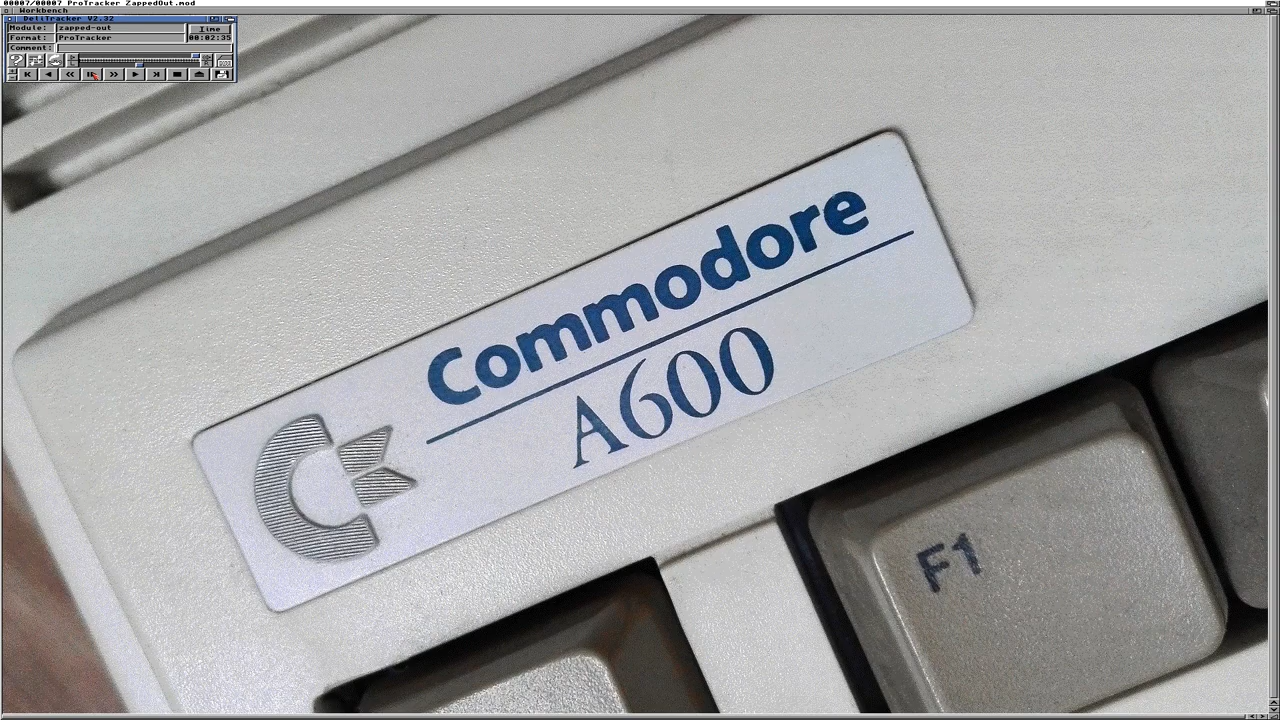 00007/00007 ProTracker ZappedOut.mod
Workbench
DeliTracker V2.32
Module: zapped-out
Time
Format: ProTracker
00:02:35
Comment:
Commodore
A600
F1